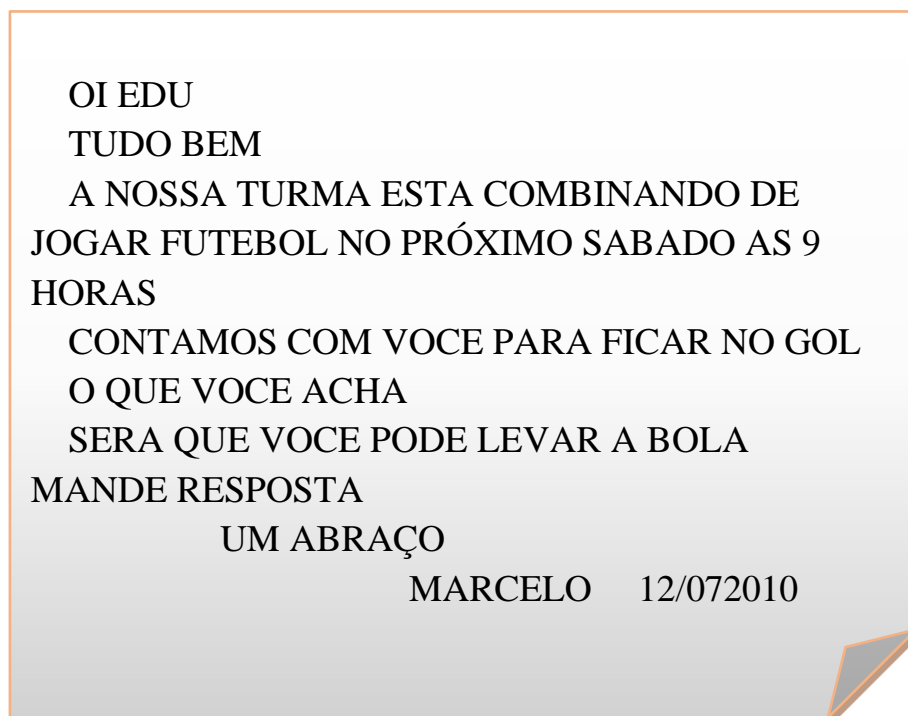 OI EDU
TUDO BEM
A NOSSA TURMA ESTA COMBINANDO DE
JOGAR FUTEBOL NO PRÓXIMO SABADO AS 9
HORAS
CONTAMOS COM VOCE PARA FICAR NO GOL
O QUE VOCE ACHA
SERA QUE VOCE PODE LEVAR A BOLA
MANDE RESPOSTA
UM ABRAÇO
MARCELO 12/072010